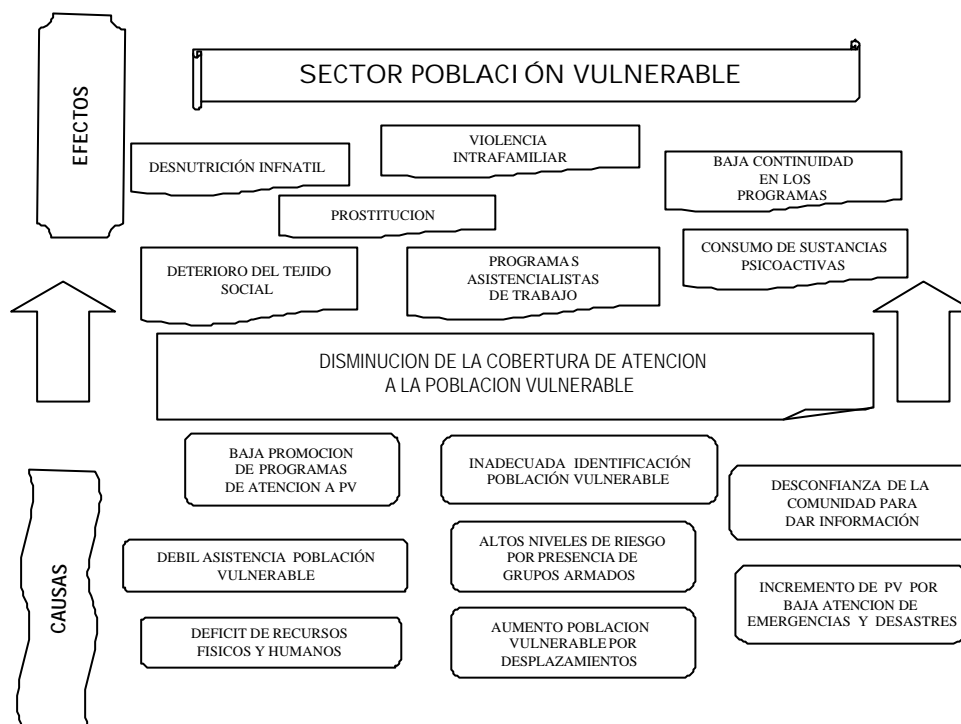 EFECTOS
SECTOR POBLACIÓN VULNERABLE
DESNUTRICIÓN INFNATIL
VIOLENCIA
INTRAFAMILIAR
BAJA CONTINUIDAD
EN LOS
PROGRAMAS
PROSTITUCION
DETERIORO DEL TEJIDO
SOCIAL
PROGRAMAS
ASISTENCIALISTAS
DE TRABAJO
CONSUMO DE SUSTANCIAS
PSICOACTIVAS
DISMINUCION DE LA COBERTURA DE ATENCION
A LA POBLACION VULNERABLE
CAUSAS
BAJA PROMOCION
DE PROGRAMAS
DE ATENCION A PV
INADECUADA IDENTIFICACIÓN
POBLACIÓN VULNERABLE
DESCONFIANZA DE LA
COMUNIDAD PARA
DAR INFORMACIÓN
DEBIL ASISTENCIA POBLACIÓN
VULNERABLE
ALTOS NIVELES DE RIESGO
POR PRESENCIA DE
GRUPOS ARMADOS
INCREMENTO DE PV POR
BAJA ATENCION DE
EMERGENCIAS Y DESASTRES
DEFICIT DE RECURSOS
FISICOS Y HUMANOS
AUMENTO POBLACION
VULNERABLE POR
DESPLAZAMIENTOS